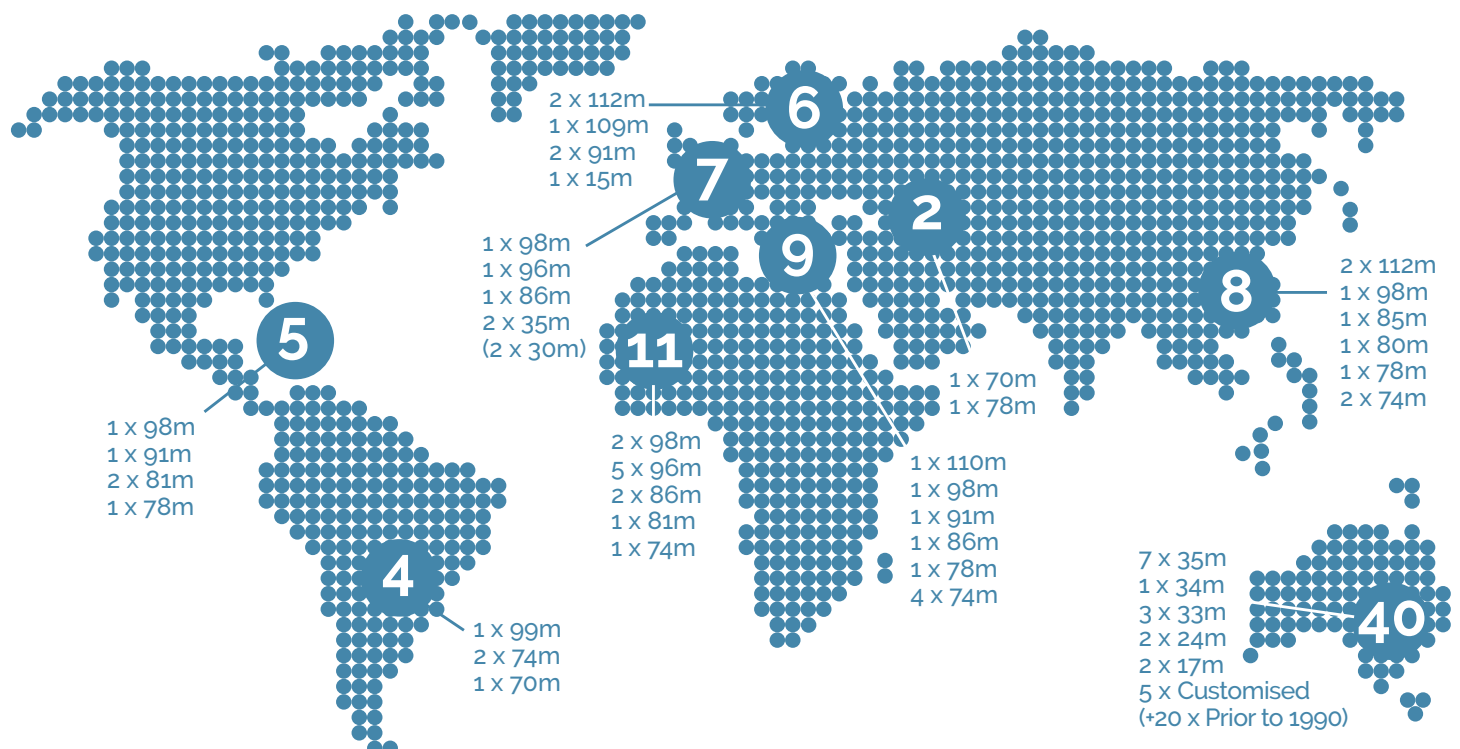 6
2 x 112m
1 x 109m
2 x 91m
1 x 15m
7
1 x 98m
1 x 96m
1 x 86m
2 x 35m
(2 x 30m)
2
1 x 70m
1 x 78m
9
1 x 110m
1 x 98m
1 x 91m
1 x 86m
1 x 78m
4 x 74m
8
2 x 112m
1 x 98m
1 x 85m
1 x 80m
1 x 78m
2 x 74m
5
1 x 98m
1 x 91m
2 x 81m
1 x 78m
11
2 x 98m
5 x 96m
2 x 86m
1 x 81m
1 x 74m
4
1 x 99m
2 x 74m
1 x 70m
40
7 x 35m
1 x 34m
3 x 33m
2 x 24m
2 x 17m
5 x Customised
(+20 x Prior to 1990)